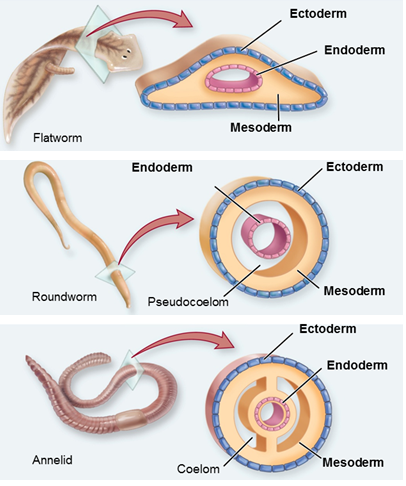 Ectoderm
Endoderm
Mesoderm
Flatworm
Endoderm
Ectoderm
Roundworm
Pseudocoelom
Mesoderm
Ectoderm
Endoderm
Annelid
Coelom
Mesoderm